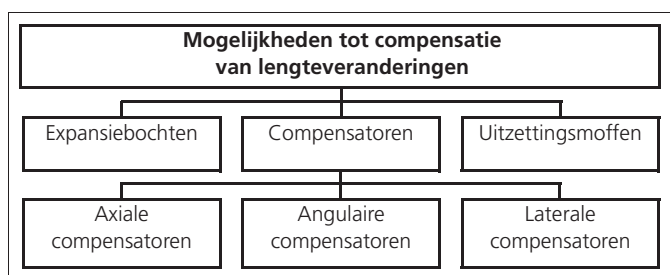 Mogelijkheden tot compensatie
van lengteveranderingen
Expansiebochten
Compensatoren
Uitzettingsmoffen
Axiale
compensatoren
Angulaire
compensatoren
Laterale
compensatoren